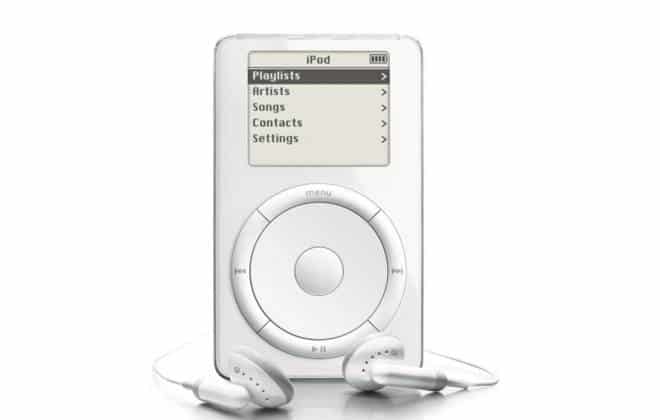 iPod
Playlists >
Artists >
Songs >
Contacts >
Settings >
menu